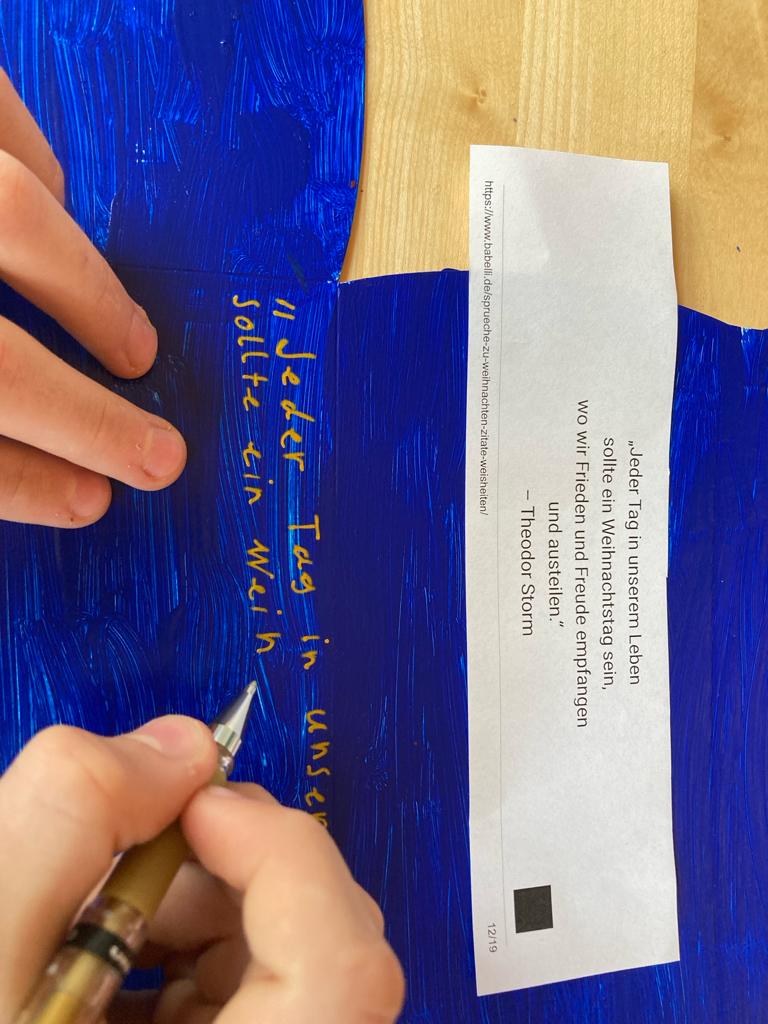 „Jeder Tag in unserem Leben
sollte ein Weihnachtstag sein,
wo wir Frieden und Freude empfangen
und austeilen.“
– Theodor Storm
https://www.babelli.de/sprueche-zu-weihnachten-zitate-weisheiten/
12/19
"Jeder Tag in unser
sollte ein Weih